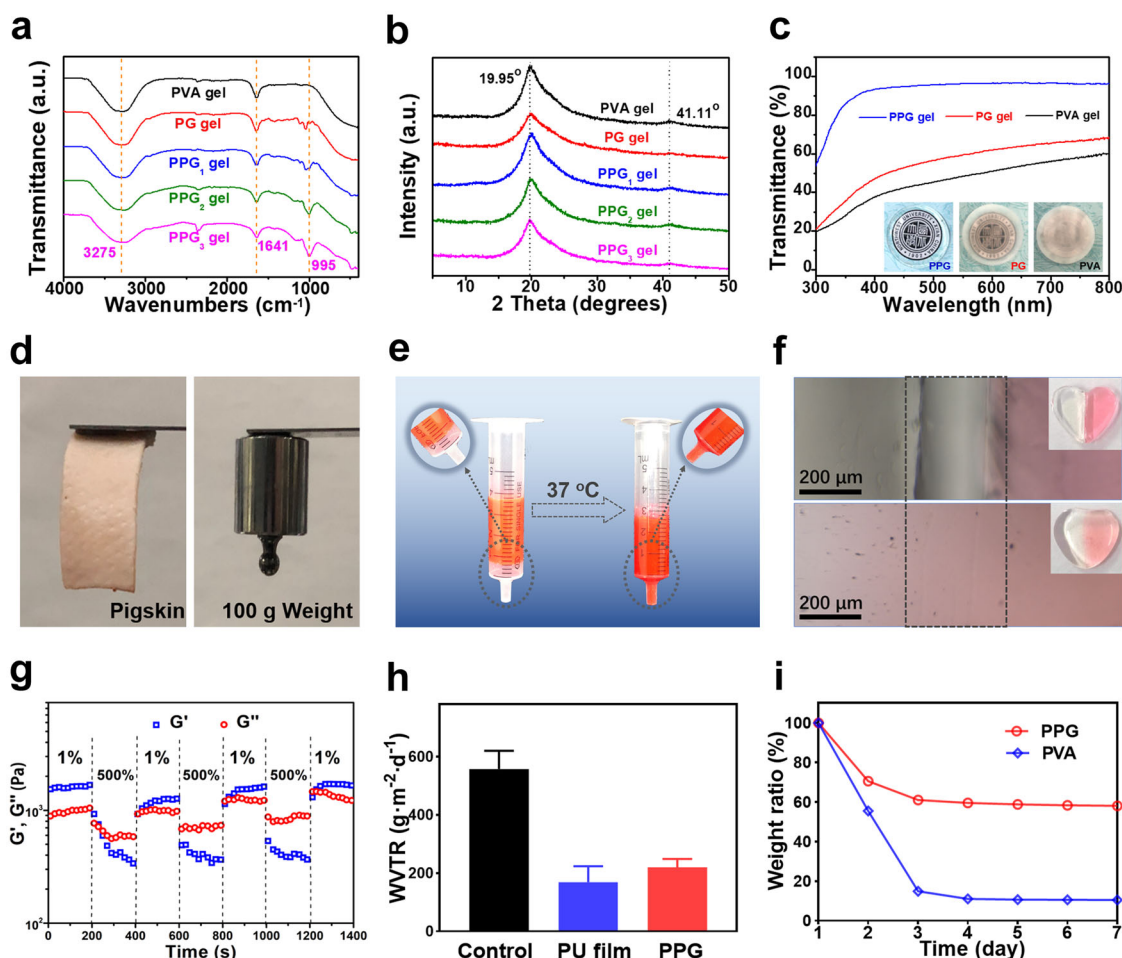 a
Transmittance (a.u.)
PVA gel
PG gel
PPG1 gel
PPG2 gel
PPG3 gel
3275
1641
995
4000 3000 2000 1000
Wavenumbers (cm-1)
b
Intensity (a.u.)
19.95o
41.11o
PVA gel
PG gel
PPG1 gel
PPG2 gel
PPG3 gel
10 20 30 40 50
2 Theta (degrees)
c
Transmittance (%)
100
80
60
40
20
0
PPG gel PG gel PVA gel
PPG PG PVA
300 400 500 600 700 800
Wavelength (nm)
d
Pigskin
100 g Weight
e
37 oC
f
200 μm
200 μm
g
G', G'' (Pa)
G' G''
1% 500% 1% 500% 1% 500% 1%
103
102
0 200 400 600 800 1000 1200 1400
Time (s)
h
WVTR (g·m-2·d-1)
600
400
200
0
Control PU film PPG
i
Weight ratio (%)
100
80
60
40
20
0
PPG
PVA
1 2 3 4 5 6 7
Time (day)